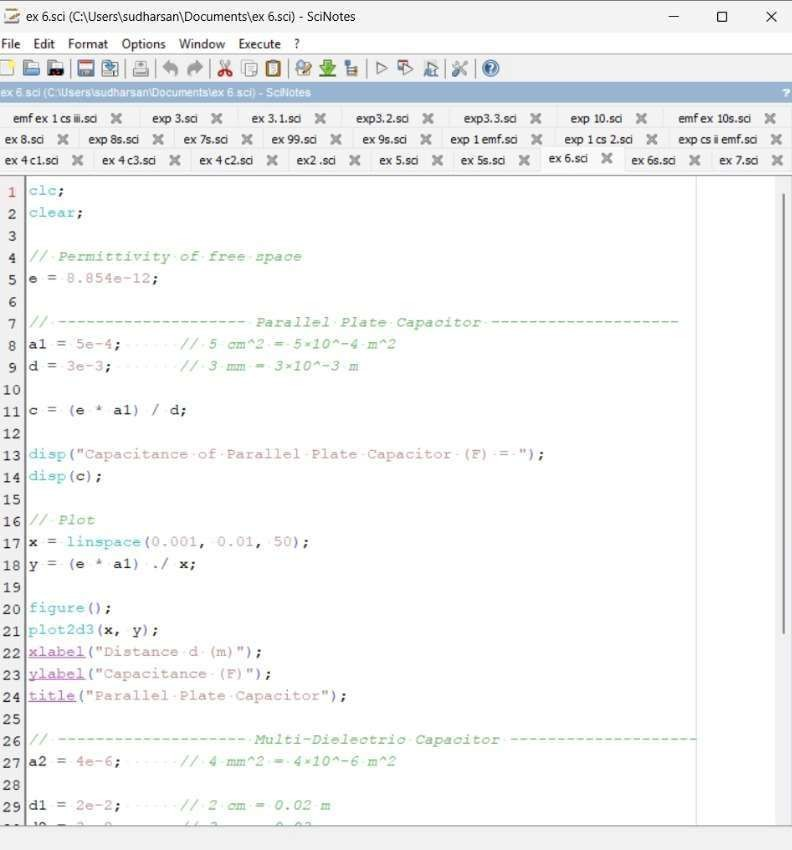 ex 6.sci (C:\Users\sudharsan\Documents\ex 6.sci) - SciNotes
File Edit Format Options Window Execute ?
ex 6.sci (C:\Users\sudharsan\Documents\ex 6.sci) - SciNotes ?
emf ex 1 cs iii.sci exp 3.sci ex 3.1.sci exp3.2.sci exp3.3.sci exp 10.sci emf ex 10s.sci
ex 8.sci exp 8s.sci ex 7s.sci ex 99.sci ex 9s.sci exp 1 emf.sci exp 1 cs 2.sci exp cs ii emf.sci
ex 4 c1.sci ex 4 c3.sci ex 4 c2.sci ex2 .sci ex 5.sci ex 5s.sci ex 6.sci ex 6s.sci ex 7.sci
1 clc;
2 clear;
3
4 // Permittivity of free space
5 e = 8.854e-12;
6
7 // -------------------- Parallel Plate Capacitor --------------------
8 a1 = 5e-4; // 5 cm^2 = 5×10^-4 m^2
9 d = 3e-3; // 3 mm = 3×10^-3 m
10
11 c = (e * a1) / d;
12
13 disp("Capacitance of Parallel Plate Capacitor (F) = ");
14 disp(c);
15
16 // Plot
17 x = linspace(0.001, 0.01, 50);
18 y = (e * a1) ./ x;
19
20 figure();
21 plot2d3(x, y);
22 xlabel("Distance d (m)");
23 ylabel("Capacitance (F)");
24 title("Parallel Plate Capacitor");
25
26 // -------------------- Multi-Dielectric Capacitor --------------------
27 a2 = 4e-6; // 4 mm^2 = 4×10^-6 m^2
28
29 d1 = 2e-2; // 2 cm = 0.02 m